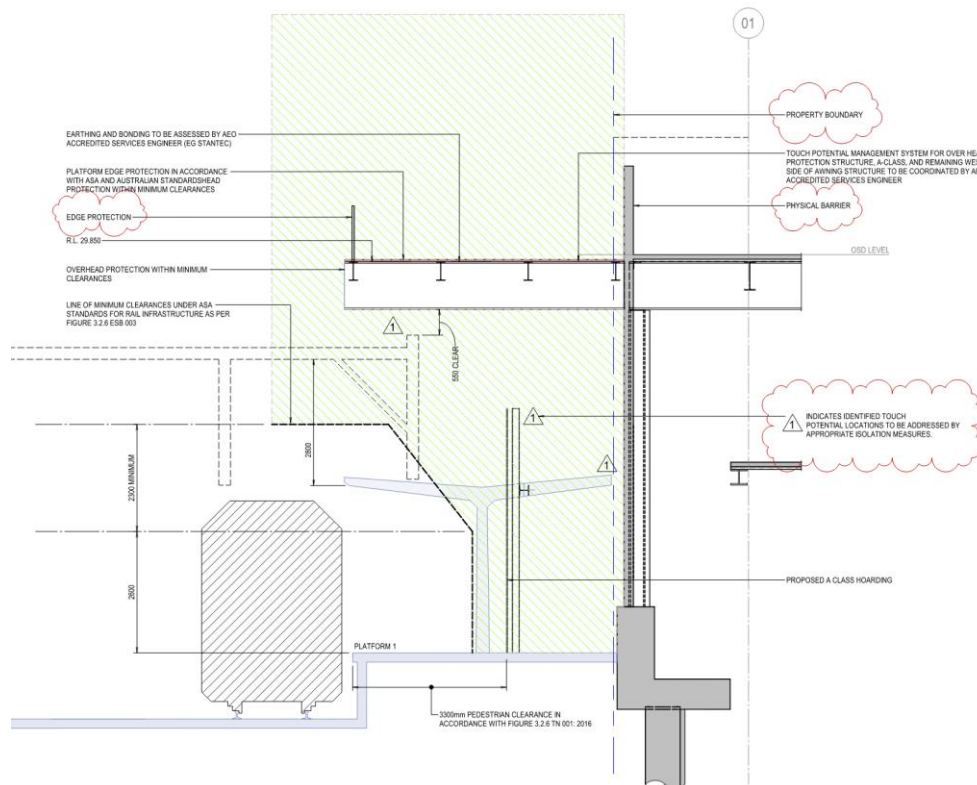 01
PROPERTY BOUNDARY
EARTHING AND BONDING TO BE ASSESSED BY AEO
ACCREDITED SERVICES ENGINEER (EG STANTEC)
TOUCH POTENTIAL MANAGEMENT SYSTEM FOR OVER HEA
PROTECTION STRUCTURE, A-CLASS, AND REMAINING WE
SIDE OF AWNING STRUCTURE TO BE COORDINATED BY A
ACCREDITED SERVICES ENGINEER
PLATFORM EDGE PROTECTION IN ACCORDANCE
WITH ASA AND AUSTRALIAN STANDARDSHEAD
PROTECTION WITHIN MINIMUM CLEARANCES
PHYSICAL BARRIER
EDGE PROTECTION
R.L. 29.850
OSD LEVEL
OVERHEAD PROTECTION WITHIN MINIMUM
CLEARANCES
LINE OF MINIMUM CLEARANCES UNDER ASA
STANDARDS FOR RAIL INFRASTRUCTURE AS PER
FIGURE 3.2.6 ESB 003
1
550 CLEAR
1
1 INDICATES IDENTIFIED TOUCH
POTENTIAL LOCATIONS TO BE ADDRESSED BY
APPROPRIATE ISOLATION MEASURES.
2800
1
2300 MINIMUM
2600
PROPOSED A CLASS HOARDING
PLATFORM 1
3300mm PEDESTRIAN CLEARANCE IN
ACCORDANCE WITH FIGURE 3.2.6 TN 001: 2016